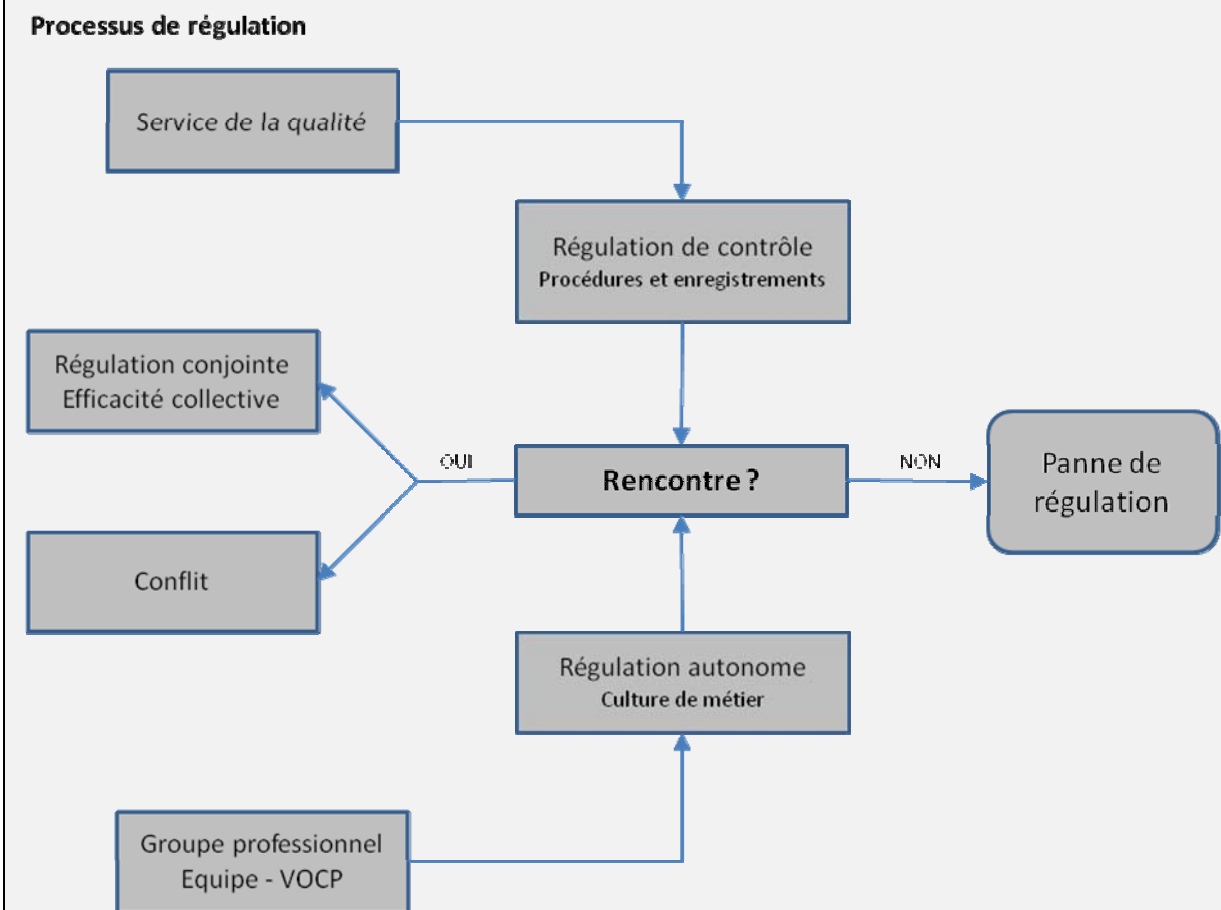 Processus de régulation
Service de la qualité
Régulation de contrôle
Procédures et enregistrements
Régulation conjointe
Efficacité collective
OUI
Rencontre ?
NON
Panne de
régulation
Conflit
Régulation autonome
Culture de métier
Groupe professionnel
Equipe - VOCP